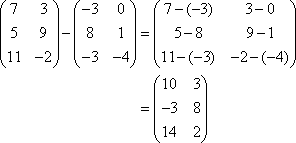 7 3 −3 0 7−(−3) 3−0
5 9 − 8 1 = 5−8 9−1
11 −2 −3 −4 11−(−3) −2−(−4)
10 3
= −3 8
14 2